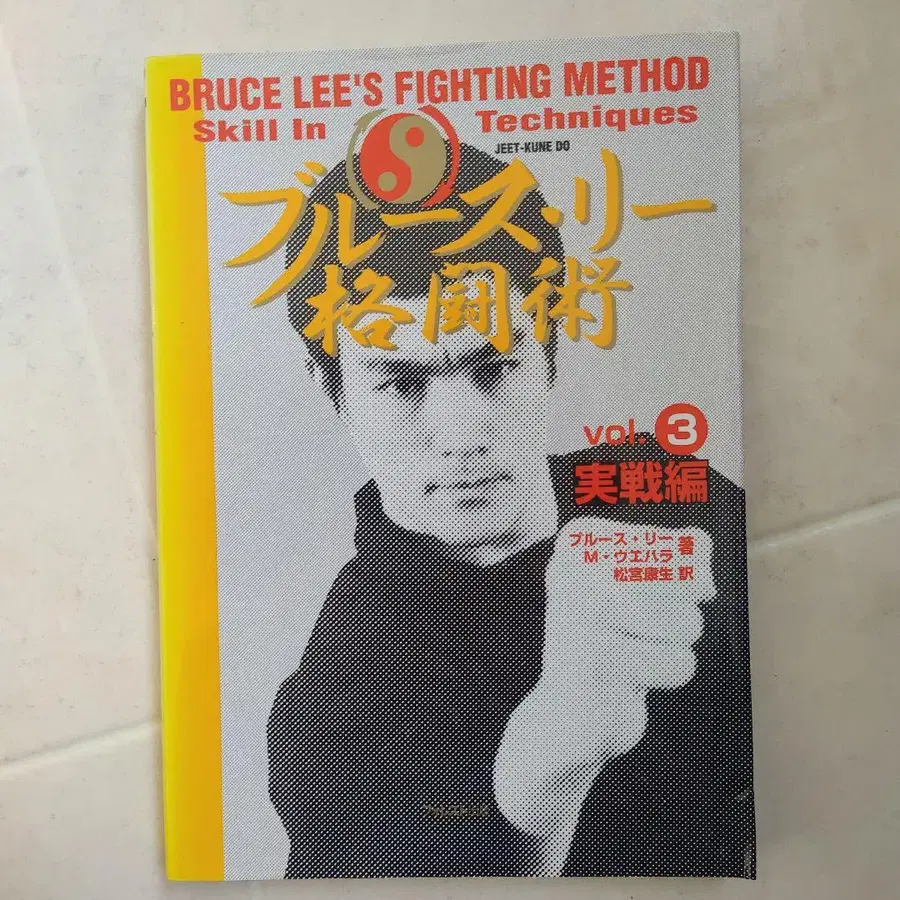 BRUCE LEE'S FIGHTING METHOD
Skill In Techniques
JEET-KUNE DO
ブルース・リー
格闘術
vol. 3
実戦編
ブルース・リー 著
M・ウエハラ
松宮康生 訳